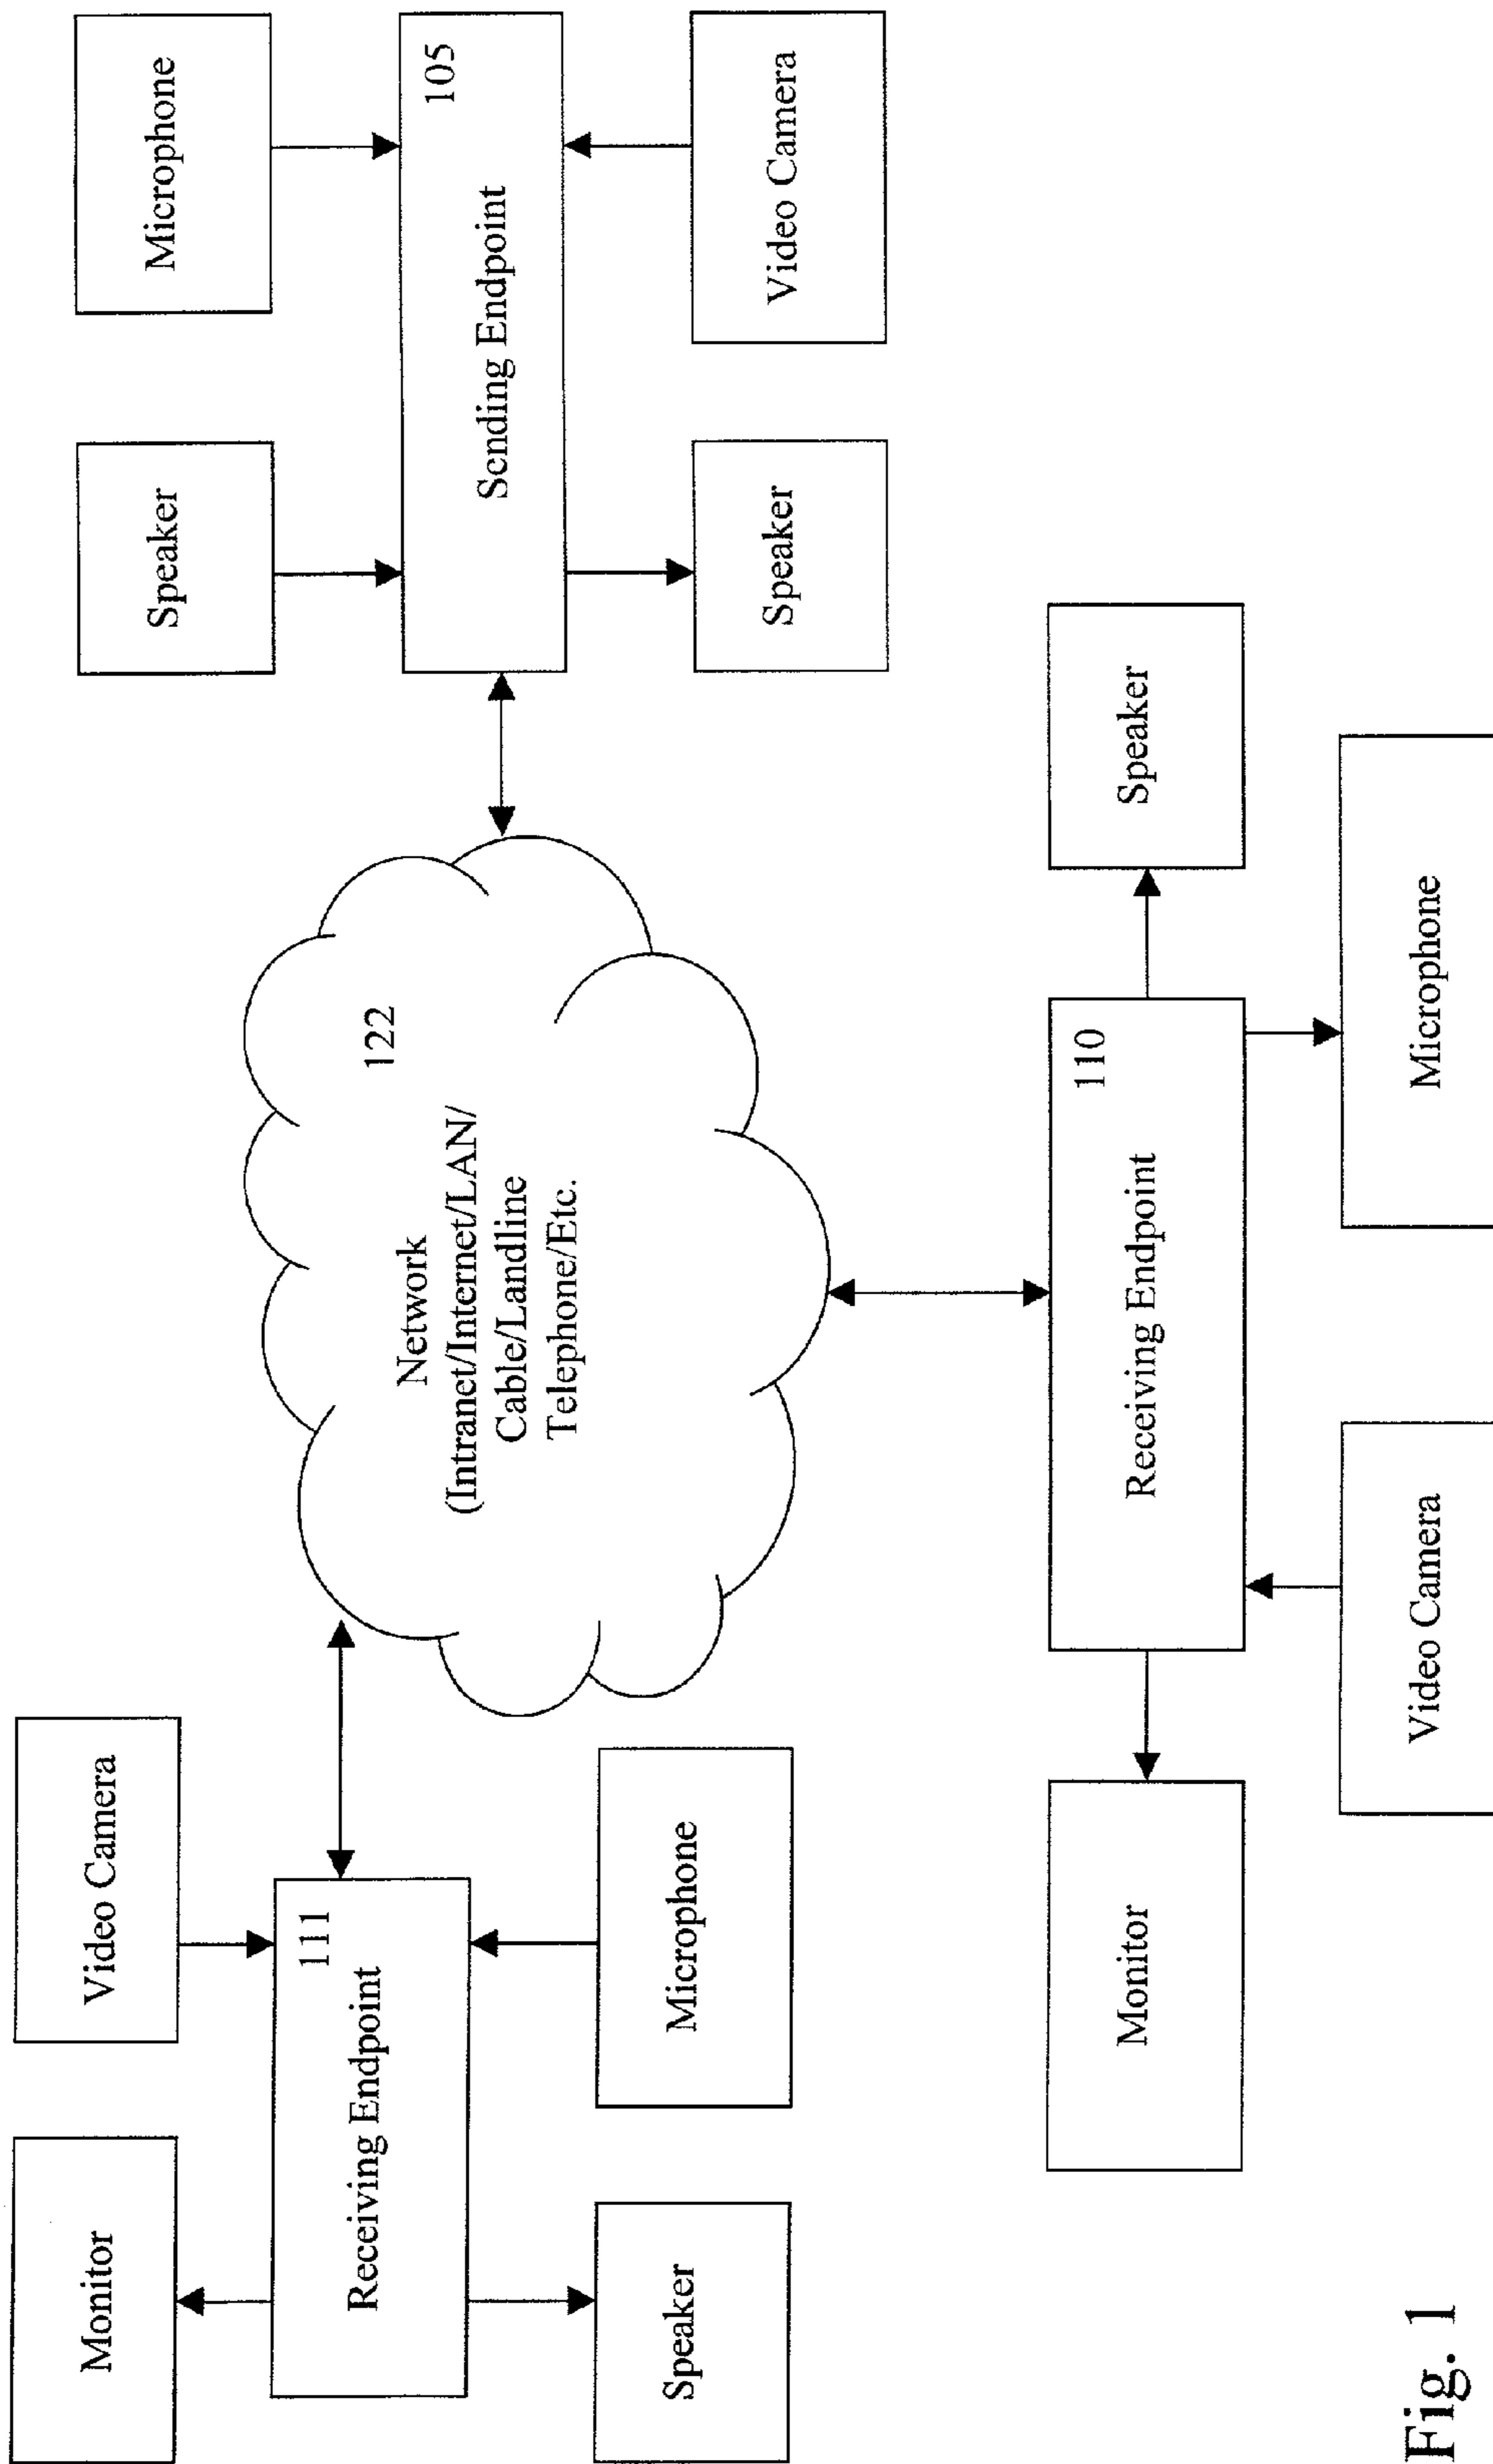 Monitor
Video Camera
111
Receiving Endpoint
Speaker
Microphone
122
Network
(Intranet/Internet/LAN/
Cable/Landline
Telephone/Etc.
Speaker
Microphone
105
Sending Endpoint
Speaker
Video Camera
Monitor
110
Receiving Endpoint
Speaker
Video Camera
Microphone
Fig. 1